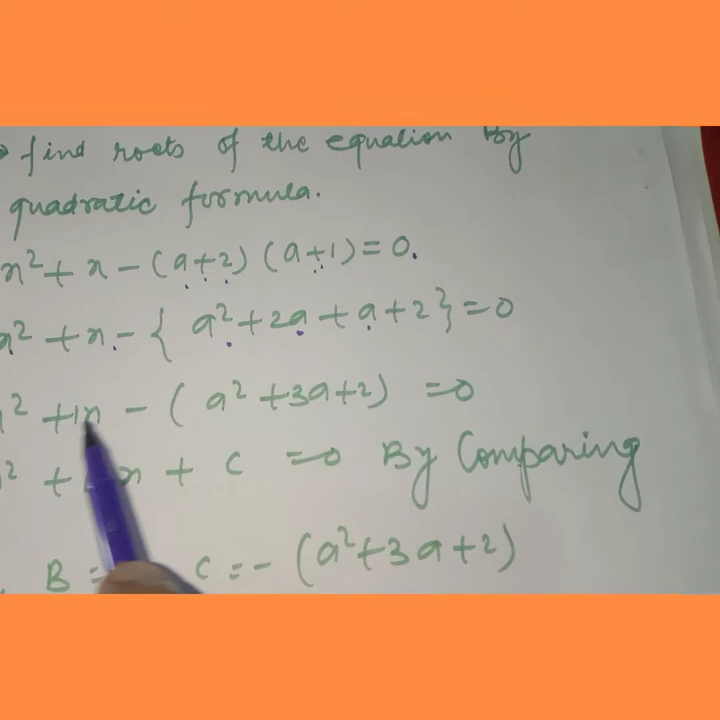 find roots of the equation by
quadratic formula.
x² + x - (a+2) (a+1) = 0.
x² + x - { a² + 2a + a + 2 } = 0
² + 1x - ( a² + 3a + 2 ) = 0
² + x + c = 0 By Comparing
B = c = - (a² + 3a + 2)